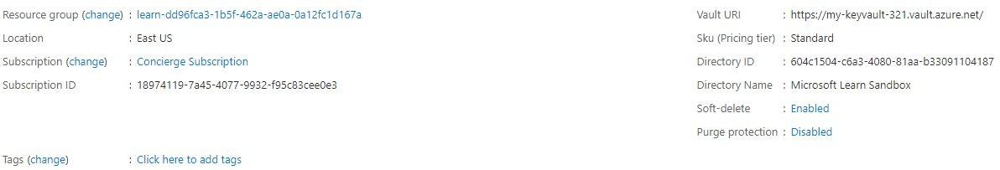 Resource group (change) : learn-dd96fca3-1b5f-462a-ae0a-0a12fc1d167a
Location : East US
Subscription (change) : Concierge Subscription
Subscription ID : 18974119-7a45-4077-9932-f95c83cee0e3
Tags (change) : Click here to add tags
Vault URI : https://my-keyvault-321.vault.azure.net/
Sku (Pricing tier) : Standard
Directory ID : 604c1504-c6a3-4080-81aa-b33091104187
Directory Name : Microsoft Learn Sandbox
Soft-delete : Enabled
Purge protection : Disabled